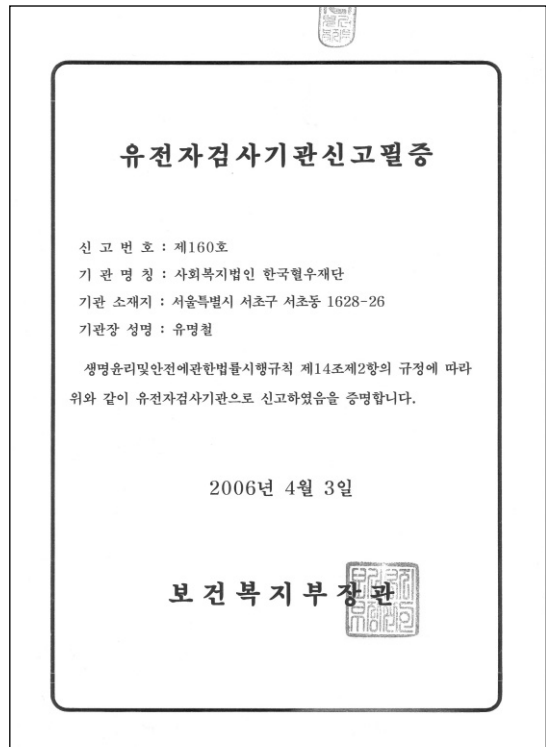 유전자검사기관신고필증
신 고 번 호 : 제160호
기 관 명 칭 : 사회복지법인 한국혈우재단
기관 소재지 : 서울특별시 서초구 서초동 1628-26
기관장 성명 : 유명철
생명윤리및안전에관한법률시행규칙 제14조제2항의 규정에 따라
위와 같이 유전자검사기관으로 신고하였음을 증명합니다.
2006년 4월 3일
보건복지부장관